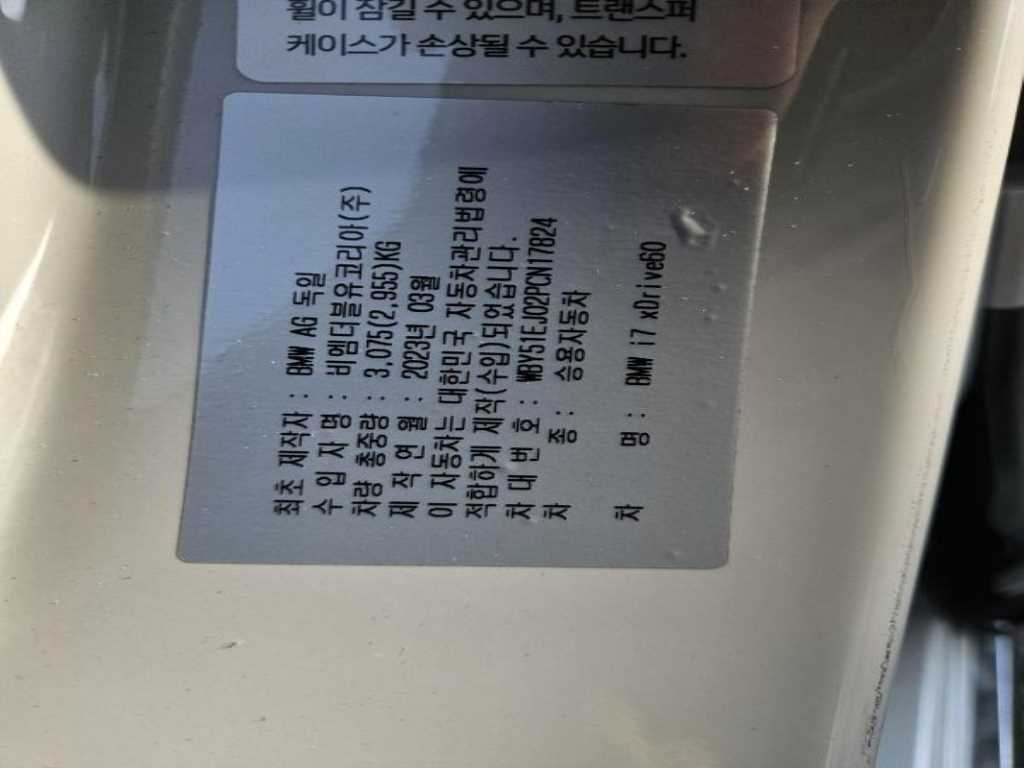 휠이 잠길 수 있으며, 트랜스퍼
케이스가 손상될 수 있습니다.
최초 제작자 : BMW AG 독일
수 입 자 명 : 비엠더블유코리아(주)
차량 총중량 : 3,075(2,955)KG
제 작 연 월 : 2023년 03월
이 자동차는 대한민국 자동차관리법령에
적합하게 제작(수입)되었습니다.
차 대 번 호 : WBY51EJ02PCN17824
차 종 : 승용자동차
차 명 : BMW i7 xDrive60